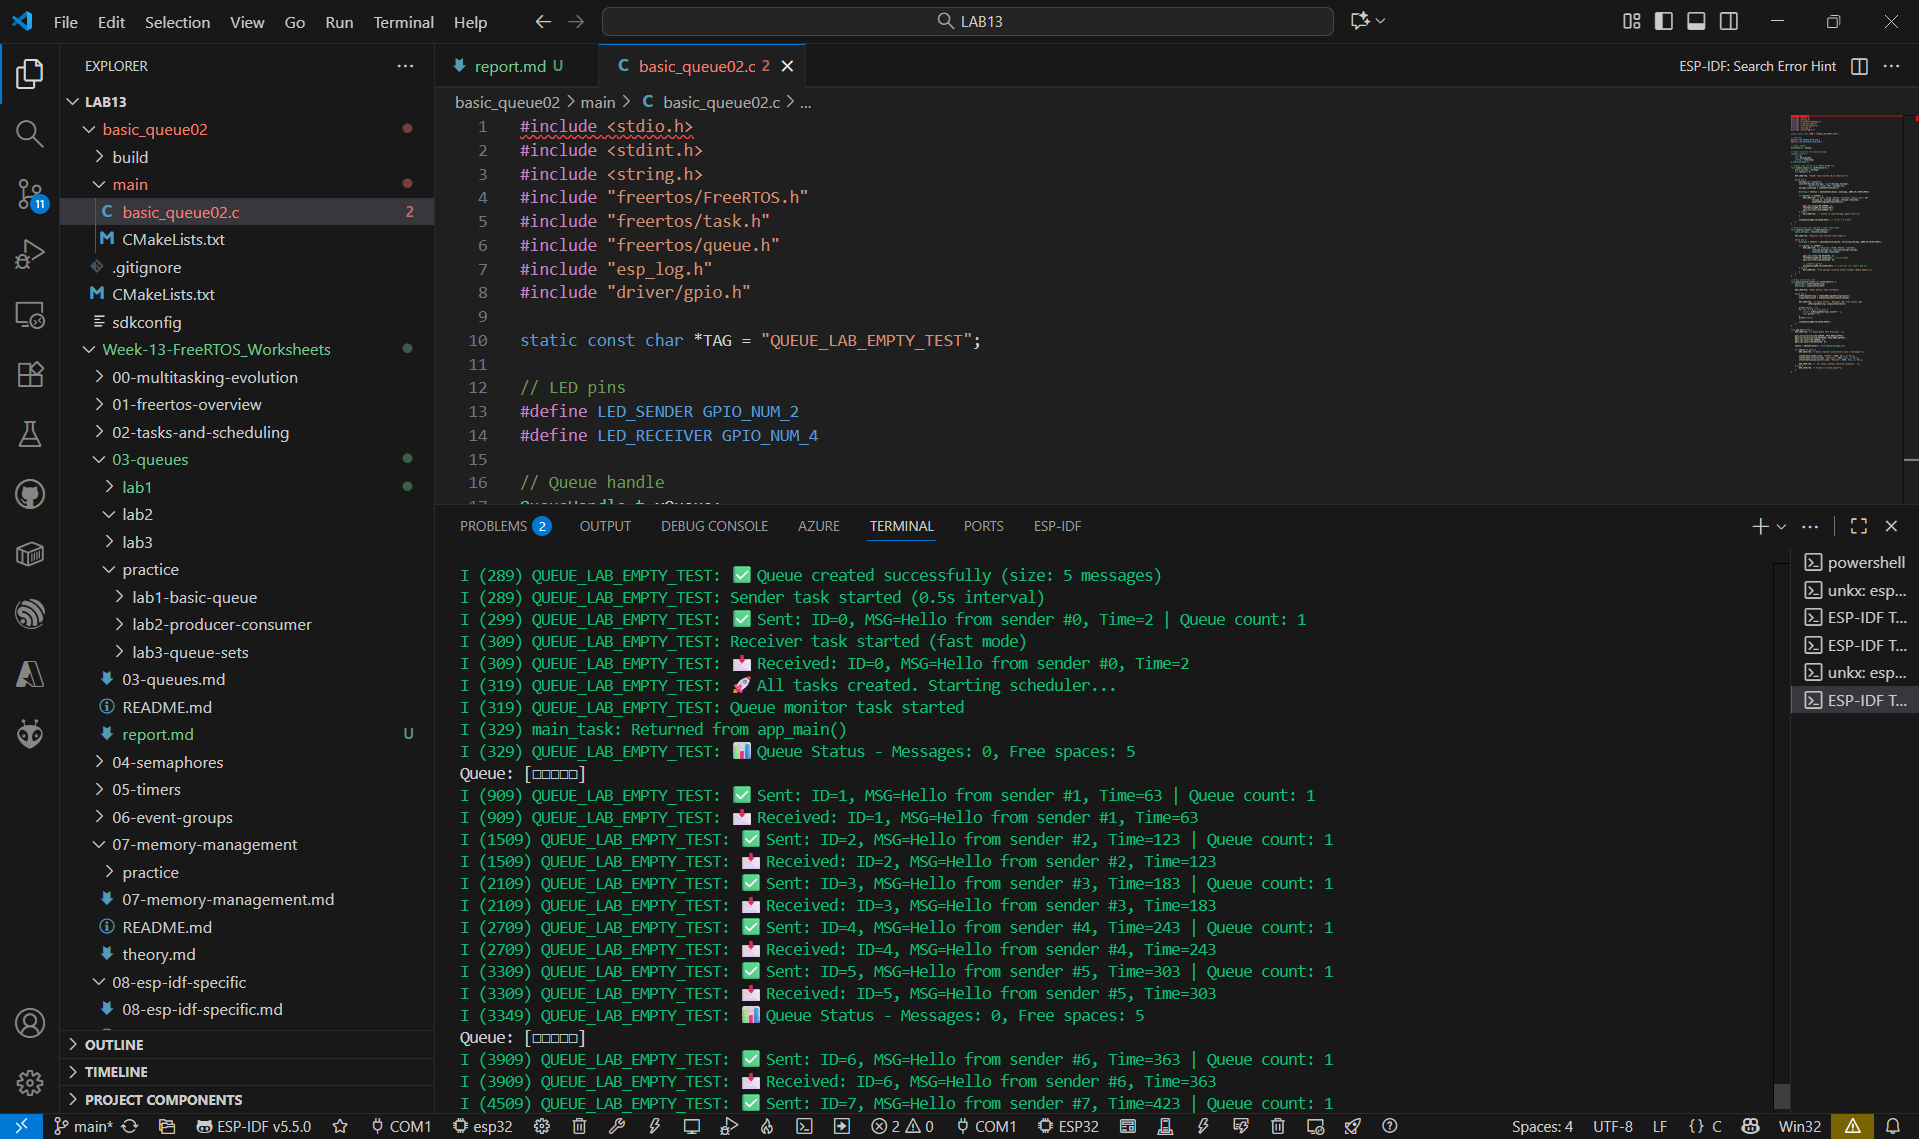 File Edit Selection View Go Run Terminal Help
LAB13
EXPLORER
LAB13
basic_queue02
build
main
C basic_queue02.c 2
M CMakeLists.txt
.gitignore
M CMakeLists.txt
sdkconfig
Week-13-FreeRTOS_Worksheets
00-multitasking-evolution
01-freertos-overview
02-tasks-and-scheduling
03-queues
lab1
lab2
lab3
practice
lab1-basic-queue
lab2-producer-consumer
lab3-queue-sets
03-queues.md
README.md
report.md U
04-semaphores
05-timers
06-event-groups
07-memory-management
practice
07-memory-management.md
README.md
theory.md
08-esp-idf-specific
08-esp-idf-specific.md
OUTLINE
TIMELINE
PROJECT COMPONENTS
11
report.md U
C basic_queue02.c 2
ESP-IDF: Search Error Hint
basic_queue02 > main > C basic_queue02.c > ...
1 #include <stdio.h>
2 #include <stdint.h>
3 #include <string.h>
4 #include "freertos/FreeRTOS.h"
5 #include "freertos/task.h"
6 #include "freertos/queue.h"
7 #include "esp_log.h"
8 #include "driver/gpio.h"
9
10 static const char *TAG = "QUEUE_LAB_EMPTY_TEST";
11
12 // LED pins
13 #define LED_SENDER GPIO_NUM_2
14 #define LED_RECEIVER GPIO_NUM_4
15
16 // Queue handle
PROBLEMS 2 OUTPUT DEBUG CONSOLE AZURE TERMINAL PORTS ESP-IDF
I (289) QUEUE_LAB_EMPTY_TEST: ✅ Queue created successfully (size: 5 messages)
I (289) QUEUE_LAB_EMPTY_TEST: Sender task started (0.5s interval)
I (299) QUEUE_LAB_EMPTY_TEST: ✅ Sent: ID=0, MSG=Hello from sender #0, Time=2 | Queue count: 1
I (309) QUEUE_LAB_EMPTY_TEST: Receiver task started (fast mode)
I (309) QUEUE_LAB_EMPTY_TEST: 📩 Received: ID=0, MSG=Hello from sender #0, Time=2
I (319) QUEUE_LAB_EMPTY_TEST: 🚀 All tasks created. Starting scheduler...
I (319) QUEUE_LAB_EMPTY_TEST: Queue monitor task started
I (329) main_task: Returned from app_main()
I (329) QUEUE_LAB_EMPTY_TEST: 📊 Queue Status - Messages: 0, Free spaces: 5
Queue: [□□□□□]
I (909) QUEUE_LAB_EMPTY_TEST: ✅ Sent: ID=1, MSG=Hello from sender #1, Time=63 | Queue count: 1
I (909) QUEUE_LAB_EMPTY_TEST: 📩 Received: ID=1, MSG=Hello from sender #1, Time=63
I (1509) QUEUE_LAB_EMPTY_TEST: ✅ Sent: ID=2, MSG=Hello from sender #2, Time=123 | Queue count: 1
I (1509) QUEUE_LAB_EMPTY_TEST: 📩 Received: ID=2, MSG=Hello from sender #2, Time=123
I (2109) QUEUE_LAB_EMPTY_TEST: ✅ Sent: ID=3, MSG=Hello from sender #3, Time=183 | Queue count: 1
I (2109) QUEUE_LAB_EMPTY_TEST: 📩 Received: ID=3, MSG=Hello from sender #3, Time=183
I (2709) QUEUE_LAB_EMPTY_TEST: ✅ Sent: ID=4, MSG=Hello from sender #4, Time=243 | Queue count: 1
I (2709) QUEUE_LAB_EMPTY_TEST: 📩 Received: ID=4, MSG=Hello from sender #4, Time=243
I (3309) QUEUE_LAB_EMPTY_TEST: ✅ Sent: ID=5, MSG=Hello from sender #5, Time=303 | Queue count: 1
I (3309) QUEUE_LAB_EMPTY_TEST: 📩 Received: ID=5, MSG=Hello from sender #5, Time=303
I (3349) QUEUE_LAB_EMPTY_TEST: 📊 Queue Status - Messages: 0, Free spaces: 5
Queue: [□□□□□]
I (3909) QUEUE_LAB_EMPTY_TEST: ✅ Sent: ID=6, MSG=Hello from sender #6, Time=363 | Queue count: 1
I (3909) QUEUE_LAB_EMPTY_TEST: 📩 Received: ID=6, MSG=Hello from sender #6, Time=363
I (4509) QUEUE_LAB_EMPTY_TEST: ✅ Sent: ID=7, MSG=Hello from sender #7, Time=423 | Queue count: 1
powershell
unkx: esp...
ESP-IDF T...
ESP-IDF T...
unkx: esp...
ESP-IDF T...
main* ESP-IDF v5.5.0 COM1 esp32 2 0 COM1 ESP32 Spaces: 4 UTF-8 LF {} C Win32